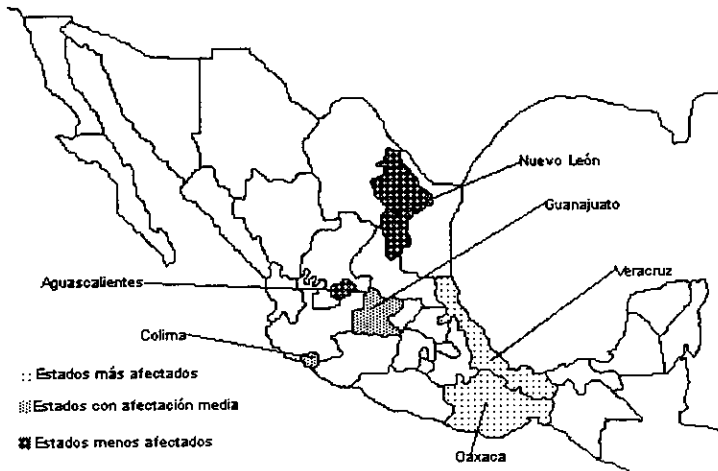 Nuevo León
Guanajuato
Veracruz
Aguascalientes
Colima
Estados más afectados
Estados con afectación media
Estados menos afectados
Oaxaca